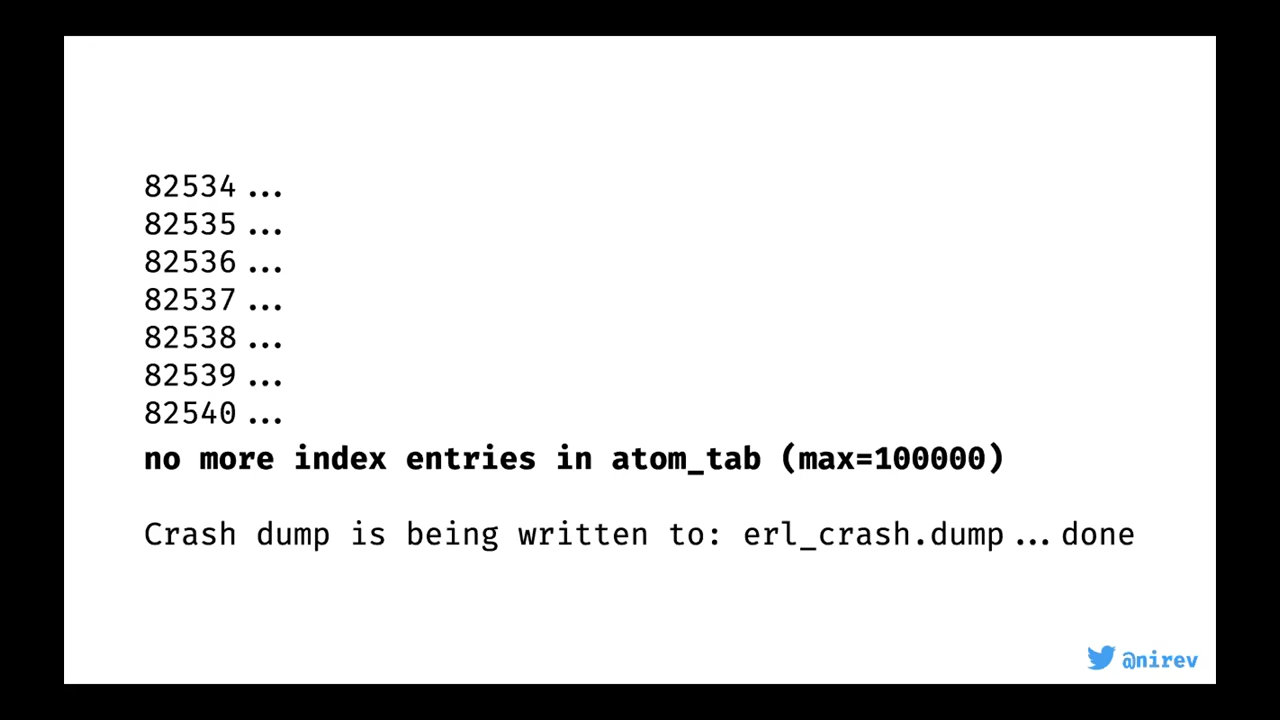 82534 ...
82535 ...
82536 ...
82537 ...
82538 ...
82539 ...
82540 ...
no more index entries in atom_tab (max=100000)
Crash dump is being written to: erl_crash.dump ... done
@nirev